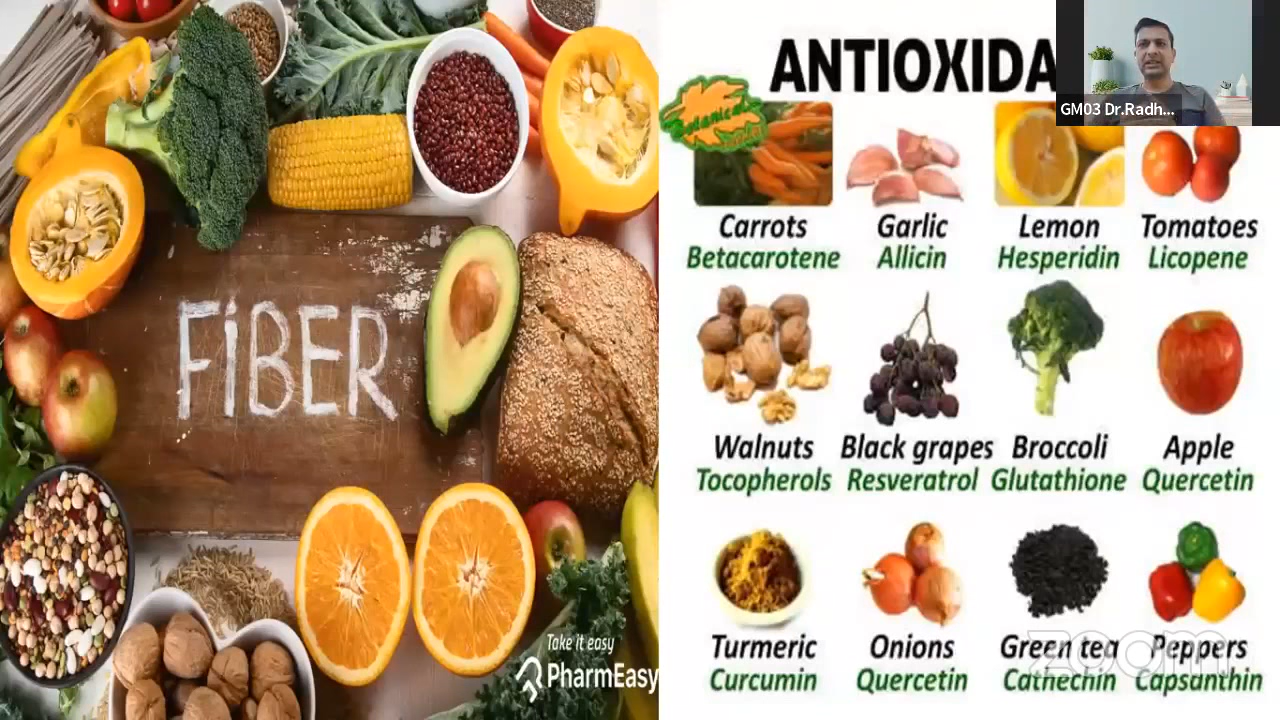 FiBER
Take it easy
PharmEasy
ANTIOXIDA
GM03 Dr.Radh...
Carrots Garlic Lemon Tomatoes
Betacarotene Allicin Hesperidin Licopene
Walnuts Black grapes Broccoli Apple
Tocopherols Resveratrol Glutathione Quercetin
Turmeric Onions Green tea Peppers
Curcumin Quercetin Cathechin Capsanthin
zoom